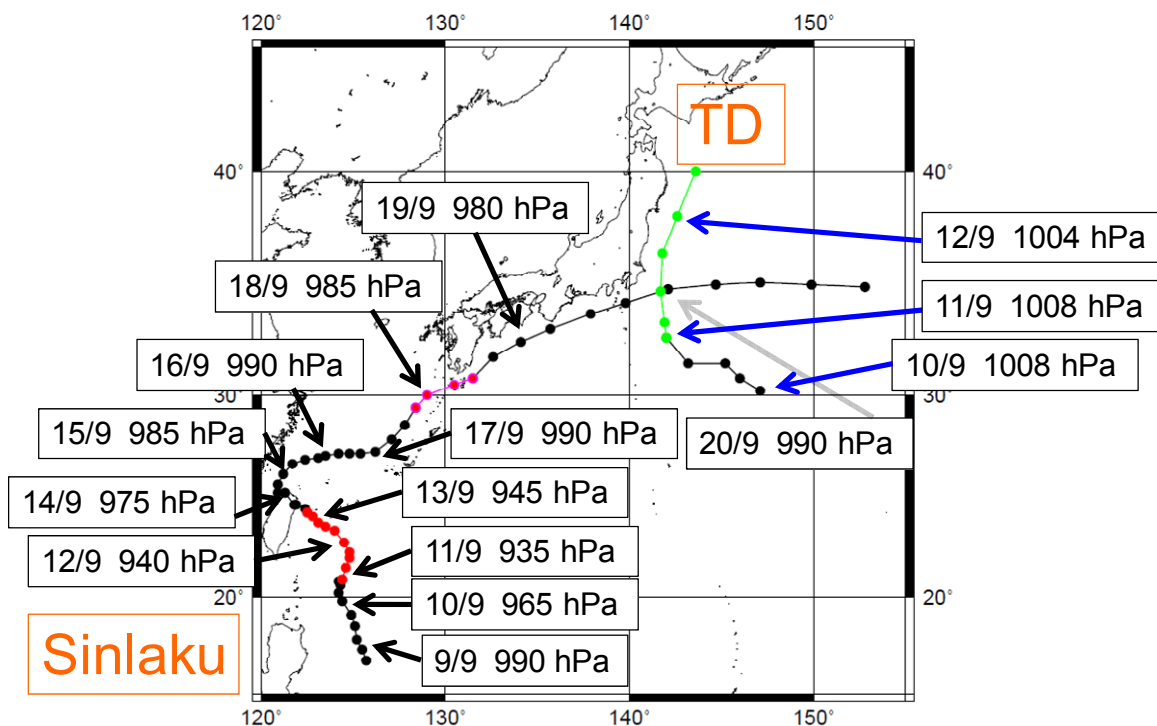 120° 130° 140° 150°
TD
40° 40°
19/9 980 hPa
12/9 1004 hPa
18/9 985 hPa
11/9 1008 hPa
16/9 990 hPa
10/9 1008 hPa
30° 30°
15/9 985 hPa
17/9 990 hPa
20/9 990 hPa
14/9 975 hPa
13/9 945 hPa
12/9 940 hPa
11/9 935 hPa
20° 20°
10/9 965 hPa
Sinlaku
9/9 990 hPa
120° 130° 140° 150°